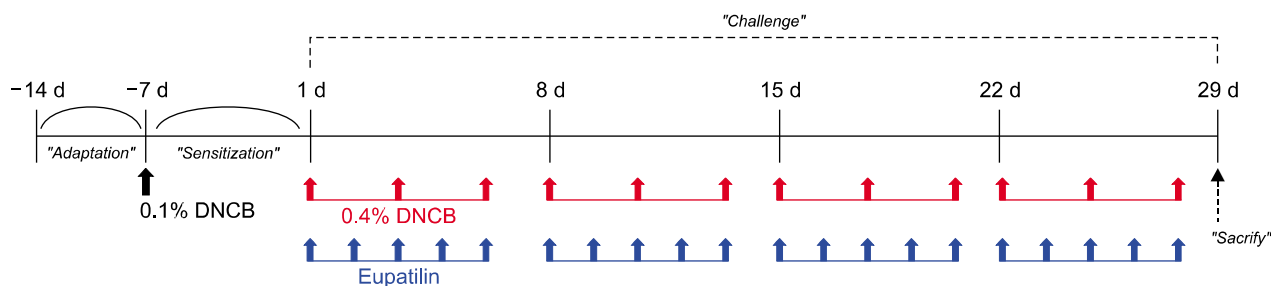 "Challenge"
−14 d −7 d 1 d 8 d 15 d 22 d 29 d
"Adaptation" "Sensitization"
0.1% DNCB 0.4% DNCB
"Sacrify"
Eupatilin